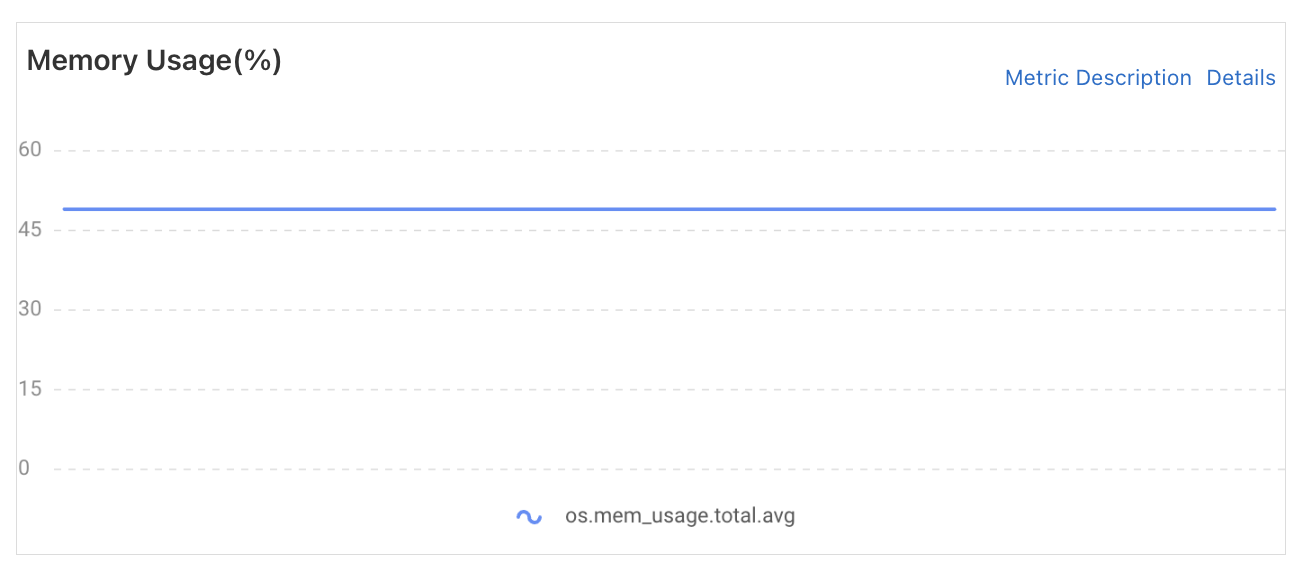 Memory Usage(%)
Metric Description Details
60
45
30
15
0
os.mem_usage.total.avg